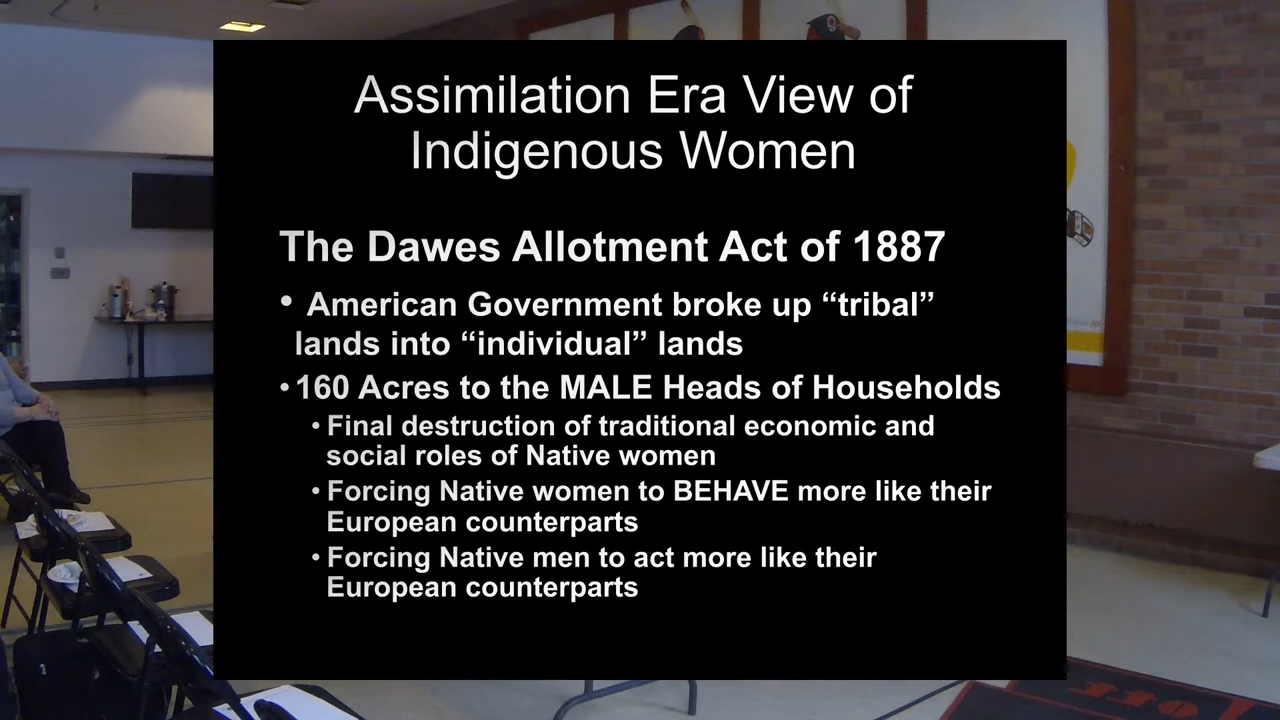 Assimilation Era View of
Indigenous Women
The Dawes Allotment Act of 1887
• American Government broke up “tribal”
lands into “individual” lands
• 160 Acres to the MALE Heads of Households
• Final destruction of traditional economic and
social roles of Native women
• Forcing Native women to BEHAVE more like their
European counterparts
• Forcing Native men to act more like their
European counterparts